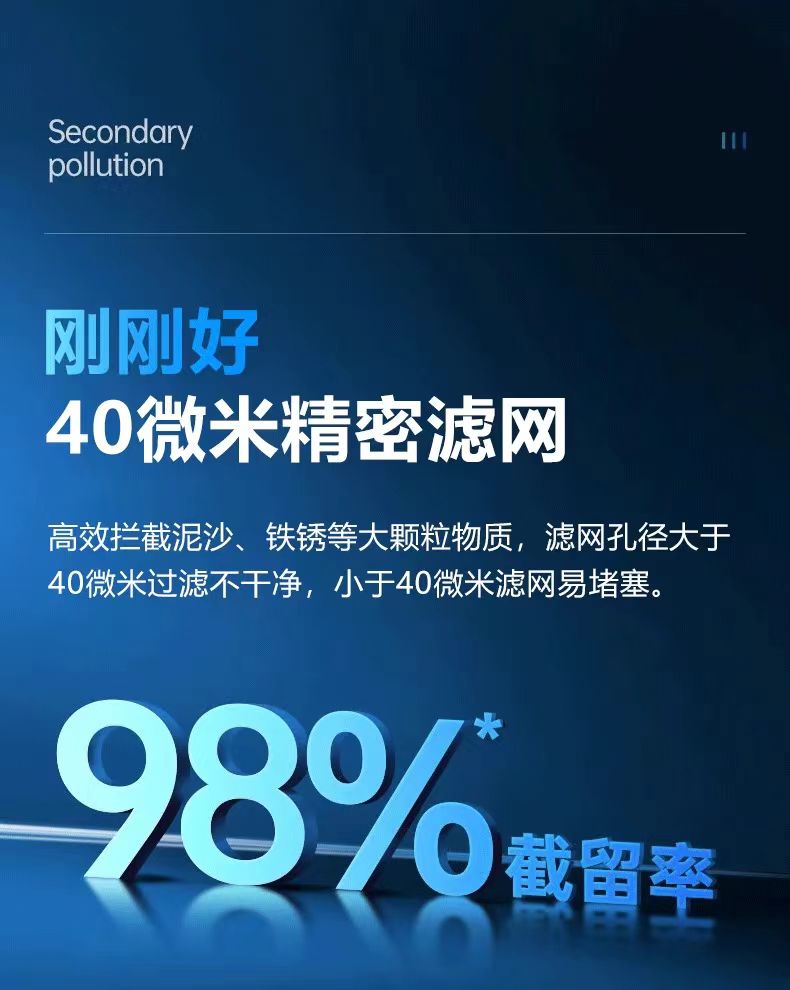 Secondary
pollution
刚刚好
40微米精密滤网
高效拦截泥沙、铁锈等大颗粒物质，滤网孔径大于
40微米过滤不干净，小于40微米滤网易堵塞。
98%*截留率